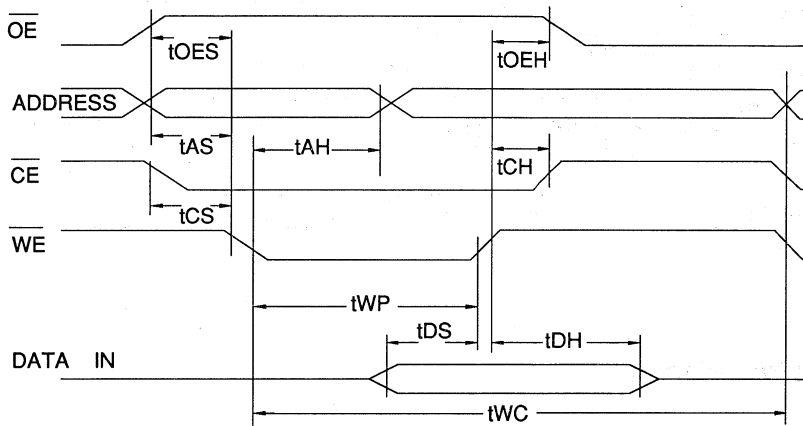 OE
tOES
tOEH
ADDRESS
tAS
tAH
tCH
CE
tCS
WE
tWP
tDS
tDH
DATA IN
tWC